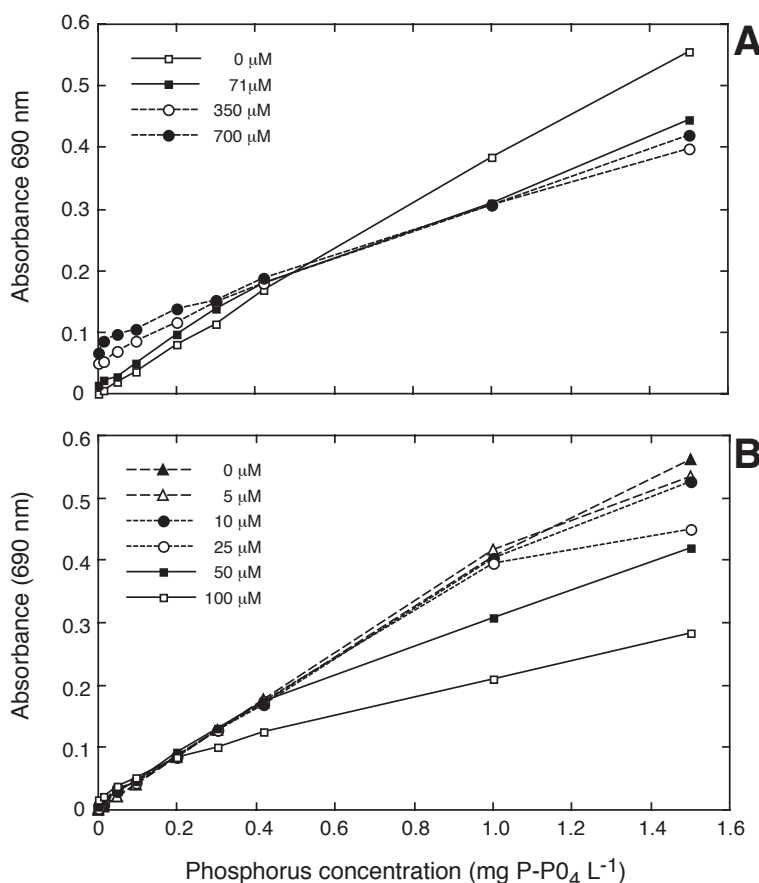 A
Absorbance 690 nm
0.6
0.5
0.4
0.3
0.2
0.1
0
0 µM
71µM
350 µM
700 µM
B
Absorbance (690 nm)
0.6
0.5
0.4
0.3
0.2
0.1
0
0 µM
5 µM
10 µM
25 µM
50 µM
100 µM
0 0.2 0.4 0.6 0.8 1.0 1.2 1.4 1.6
Phosphorus concentration (mg P-P0₄ L⁻¹)